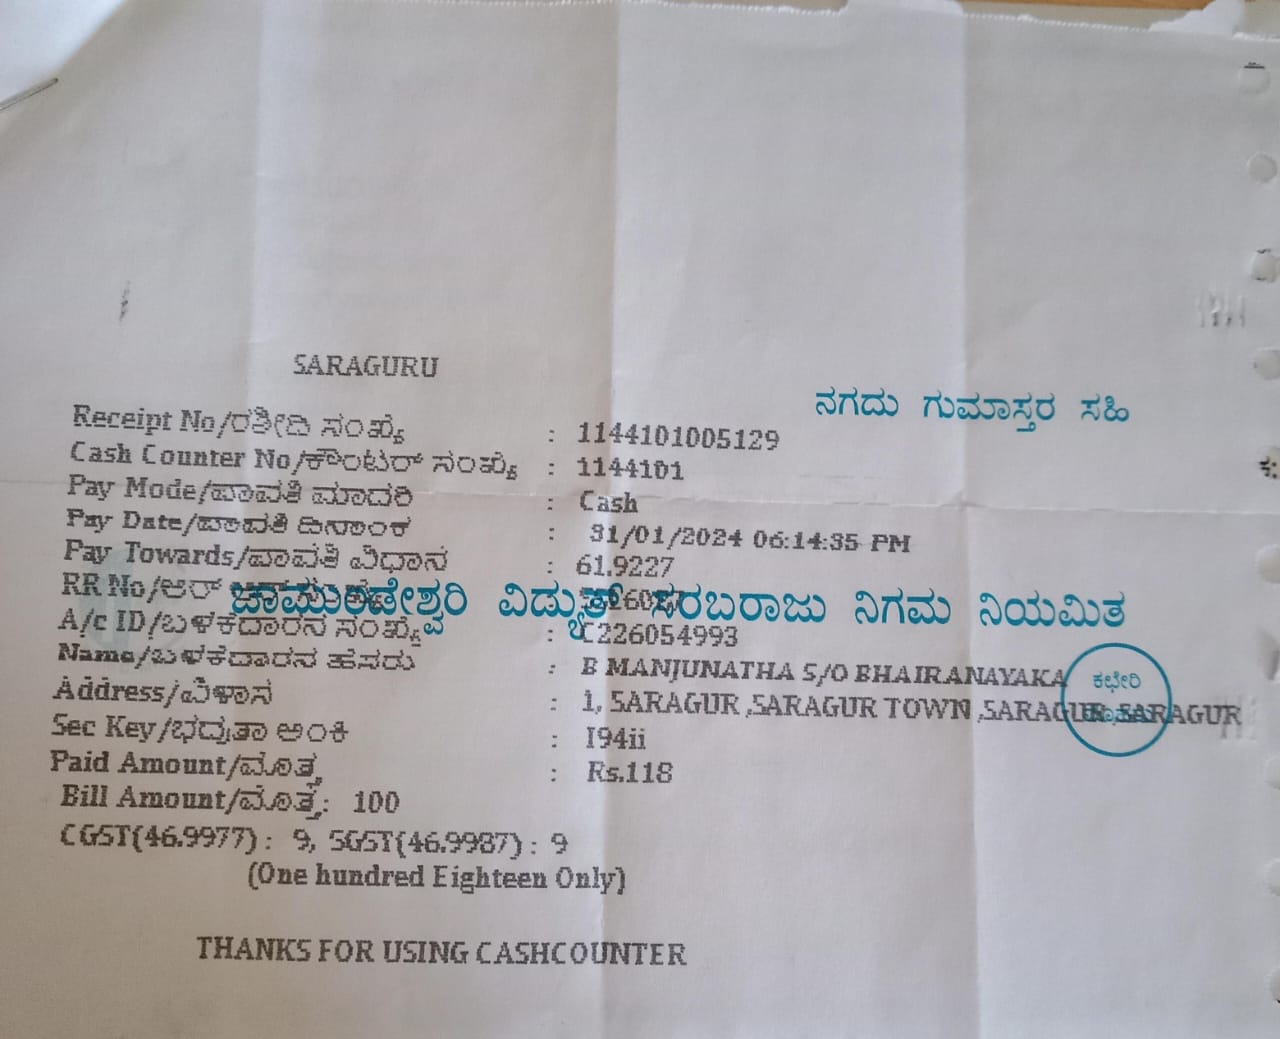 SARAGURU
ನಗದು ಗುಮಾಸ್ತರ ಸಹಿ
Receipt No/ರಶೀದಿ ಸಂಖ್ಯೆ : 1144101005129
Cash Counter No/ಕೌಂಟರ್ ಸಂಖ್ಯೆ : 1144101
Pay Mode/ಪಾವತಿ ಮಾದರಿ : Cash
Pay Date/ಪಾವತಿ ದಿನಾಂಕ : 31/01/2024 06:14:35 PM
Pay Towards/ಪಾವತಿ ವಿಧಾನ : 61.9227
RR No/ಆರ್
ಚಾಮುಂಡೇಶ್ವರಿ ವಿದ್ಯುತ್ ಸರಬರಾಜು ನಿಗಮ ನಿಯಮಿತ
A/c ID/ಬಳಕೆದಾರನ ಸಂಖ್ಯೆ : C226054993
Name/ಬಳಕೆದಾರನ ಹೆಸರು : B MANJUNATHA S/O BHAIRANAYAKA
ಕಛೇರಿ
Address/ವಿಳಾಸ : 1, SARAGUR ,SARAGUR TOWN ,SARAGUR ,SARAGUR
Sec Key/ಭದ್ರತಾ ಅಂಕಿ : I94ii
Paid Amount/ಮೊತ್ತ : Rs.118
Bill Amount/ಮೊತ್ತ : 100
CGST(46.9977) : 9, SGST(46.9987) : 9
(One hundred Eighteen Only)
THANKS FOR USING CASHCOUNTER